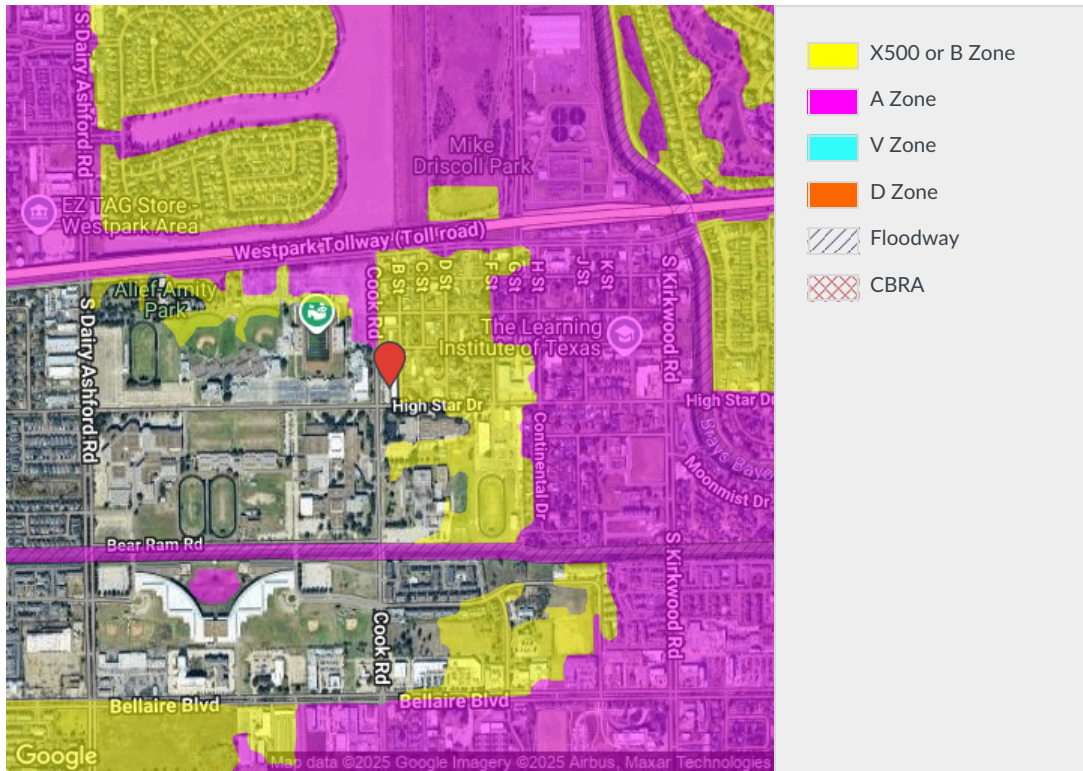 S Dairy Ashford Rd
Mike
Driscoll Park
EZ TAG Store -
Westpark Area
Westpark Tollway (Toll road)
Alief-Amity
Park
Cook Rd
B St
C St
D St
F St
G St
H St
J St
K St
S Kirkwood Rd
S Dairy Ashford Rd
The Learning
Institute of Texas
High Star Dr
High Star Dr
Continental Dr
Brays Bayou
Moonmist Dr
Bear Ram Rd
S Kirkwood Rd
Cook Rd
Bellaire Blvd
Bellaire Blvd
Google
Map data ©2025 Google Imagery ©2025 Airbus, Maxar Technologies
X500 or B Zone
A Zone
V Zone
D Zone
Floodway
CBRA